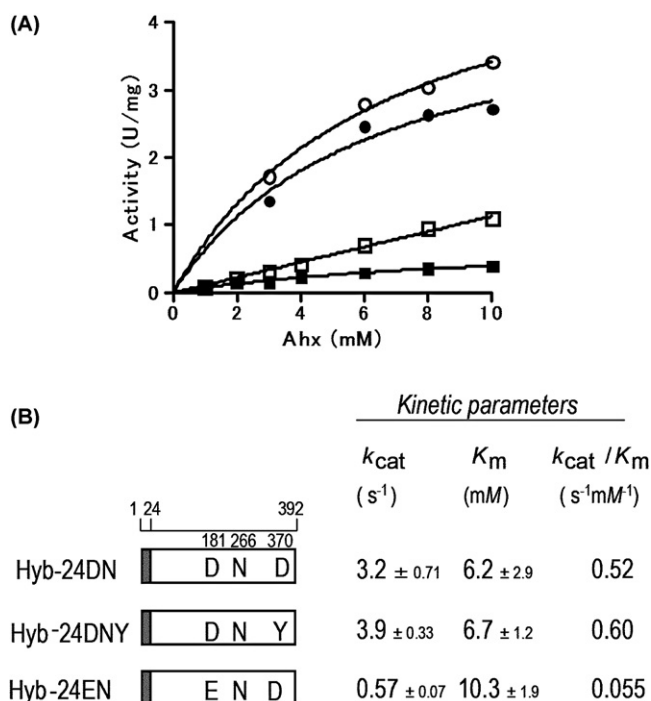 (A)
4
3
2
1
0
Activity (U/mg)
0 2 4 6 8 10
Ahx (mM)
(B)
Kinetic parameters
kcat Km kcat /Km
( s-1) (mM) (s-1mM-1)
1 24 392
181 266 370
Hyb-24DN D N D 3.2 ± 0.71 6.2 ± 2.9 0.52
Hyb-24DNY D N Y 3.9 ± 0.33 6.7 ± 1.2 0.60
Hyb-24EN E N D 0.57 ± 0.07 10.3 ± 1.9 0.055